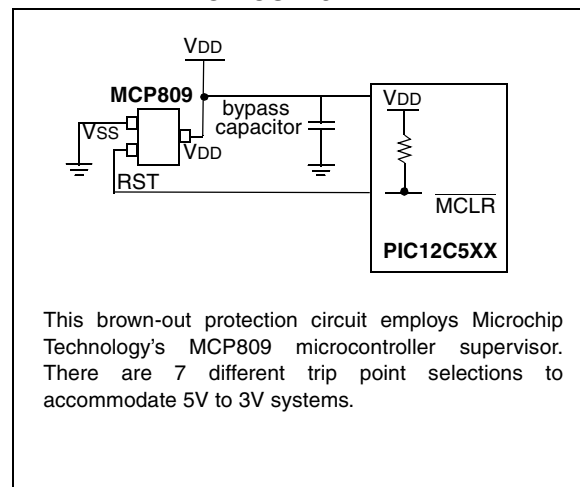 VDD
MCP809
bypass
capacitor
VSS
VDD
RST
VDD
MCLR
PIC12C5XX
This brown-out protection circuit employs Microchip
Technology's MCP809 microcontroller supervisor.
There are 7 different trip point selections to
accommodate 5V to 3V systems.